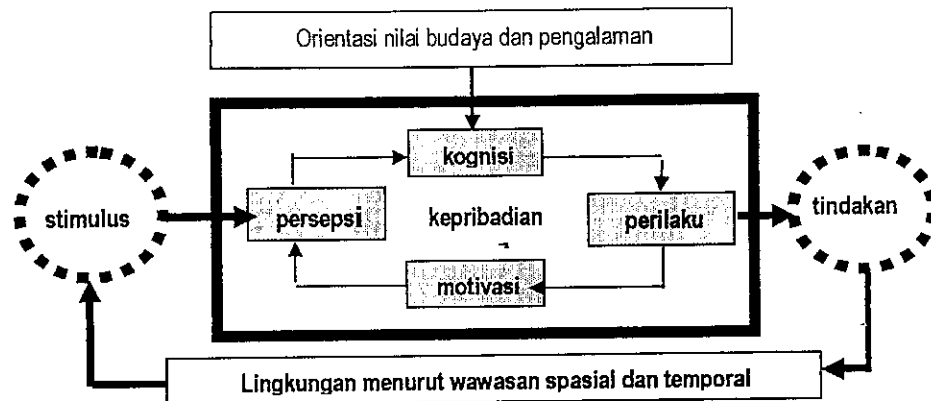 Orientasi nilai budaya dan pengalaman
kognisi
stimulus
persepsi
kepribadian
perilaku
tindakan
motivasi
Lingkungan menurut wawasan spasial dan temporal